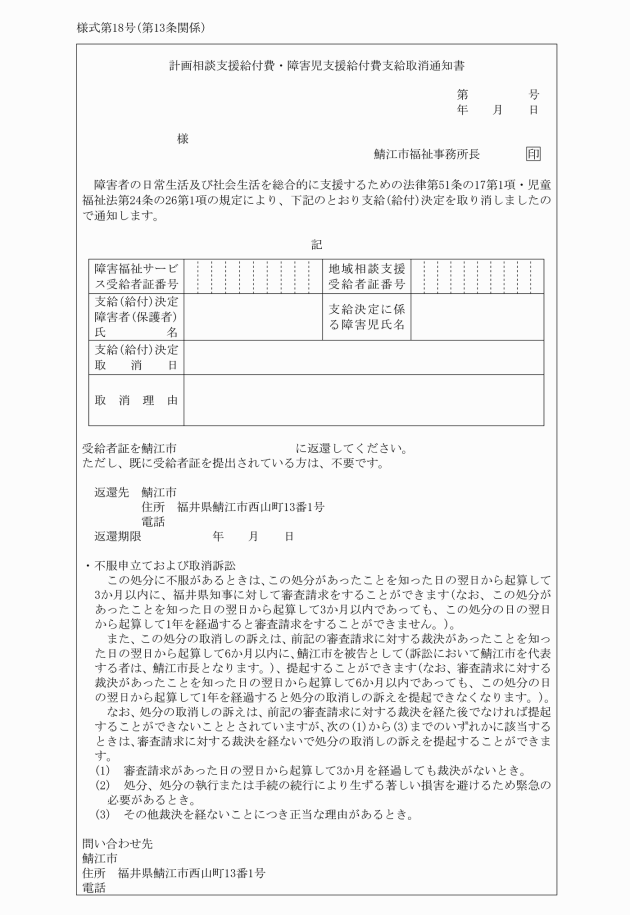 様式第18号(第13条関係)
計画相談支援給付費・障害児支援給付費支給取消通知書
第　　　　　号
年　　月　　日
様
鯖江市福祉事務所長　　　　印
障害者の日常生活及び社会生活を総合的に支援するための法律第51条の17第1項・児童
福祉法第24条の26第1項の規定により、下記のとおり支給(給付)決定を取り消しましたの
で通知します。
記
障害福祉サービ
ス受給者証番号
地域相談支援
受給者証番号
支給(給付)決定
障害者(保護者)
氏　　　　　名
支給決定に係
る障害児氏名
支給(給付)決定
取　　消　　日
取　消　理　由
受給者証を鯖江市　　　　　　　　　　に返還してください。
ただし、既に受給者証を提出されている方は、不要です。
返還先　鯖江市
住所　福井県鯖江市西山町13番1号
電話
返還期限　　　　　　年　　月　　日
・不服申立ておよび取消訴訟
この処分に不服があるときは、この処分があったことを知った日の翌日から起算して
3か月以内に、福井県知事に対して審査請求をすることができます(なお、この処分が
あったことを知った日の翌日から起算して3か月以内であっても、この処分の日の翌日
から起算して1年を経過すると審査請求をすることができません。)。
また、この処分の取消しの訴えは、前記の審査請求に対する裁決があったことを知っ
た日の翌日から起算して6か月以内に、鯖江市を被告として(訴訟において鯖江市を代表
する者は、鯖江市長となります。)、提起することができます(なお、審査請求に対する
裁決があったことを知った日の翌日から起算して6か月以内であっても、この処分の日
の翌日から起算して1年を経過すると処分の取消しの訴えを提起できなくなります。)。
なお、処分の取消しの訴えは、前記の審査請求に対する裁決を経た後でなければ提起
することができないこととされていますが、次の(1)から(3)までのいずれかに該当する
ときは、審査請求に対する裁決を経ないで処分の取消しの訴えを提起することができま
す。
(1)　審査請求があった日の翌日から起算して3か月を経過しても裁決がないとき。
(2)　処分、処分の執行または手続の続行により生ずる著しい損害を避けるため緊急の
必要があるとき。
(3)　その他裁決を経ないことにつき正当な理由があるとき。
問い合わせ先
鯖江市
住所　福井県鯖江市西山町13番1号
電話